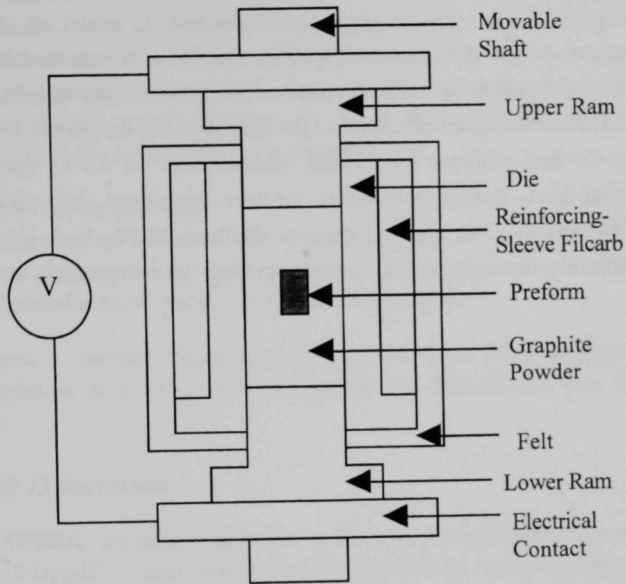 Movable
Shaft
Upper Ram
Die
Reinforcing-
Sleeve Filcarb
V
Preform
Graphite
Powder
Felt
Lower Ram
Electrical
Contact